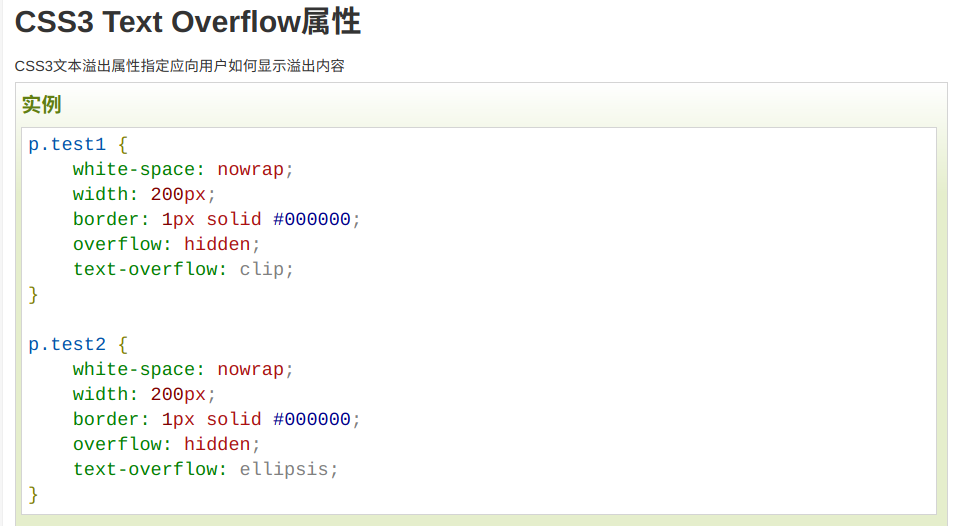 CSS3 Text Overflow属性
CSS3文本溢出属性指定应向用户如何显示溢出内容
实例
p.test1 {
    white-space: nowrap;
    width: 200px;
    border: 1px solid #000000;
    overflow: hidden;
    text-overflow: clip;
}

p.test2 {
    white-space: nowrap;
    width: 200px;
    border: 1px solid #000000;
    overflow: hidden;
    text-overflow: ellipsis;
}